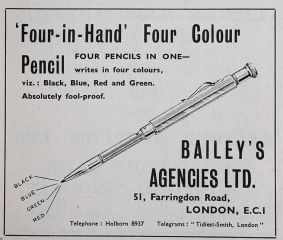 'Four-in-Hand' Four Colour
Pencil
FOUR PENCILS IN ONE—
writes in four colours,
viz.: Black, Blue, Red and Green.
Absolutely fool-proof.
BLACK
BLUE
GREEN
RED
BAILEY'S
AGENCIES LTD.
51, Farringdon Road,
LONDON, E.C.1
Telephone: Holborn 8937 Telegrams: "Tidiest-Smith, London"